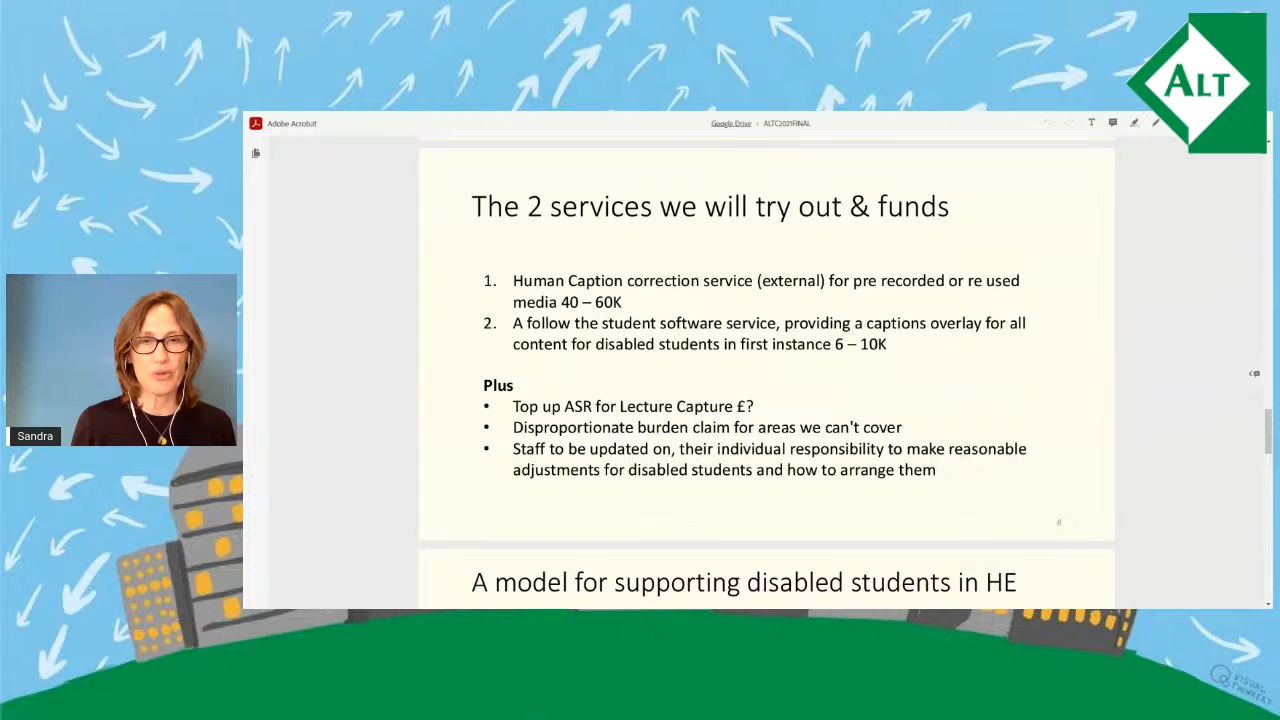 ALT
Adobe Acrobat
Google Drive › ALTC2021FINAL
T
The 2 services we will try out & funds
1. Human Caption correction service (external) for pre recorded or re used
media 40 – 60K
2. A follow the student software service, providing a captions overlay for all
content for disabled students in first instance 6 – 10K
Plus
• Top up ASR for Lecture Capture £?
• Disproportionate burden claim for areas we can't cover
• Staff to be updated on, their individual responsibility to make reasonable
adjustments for disabled students and how to arrange them
8
A model for supporting disabled students in HE
Sandra
VISUAL
THINKERY